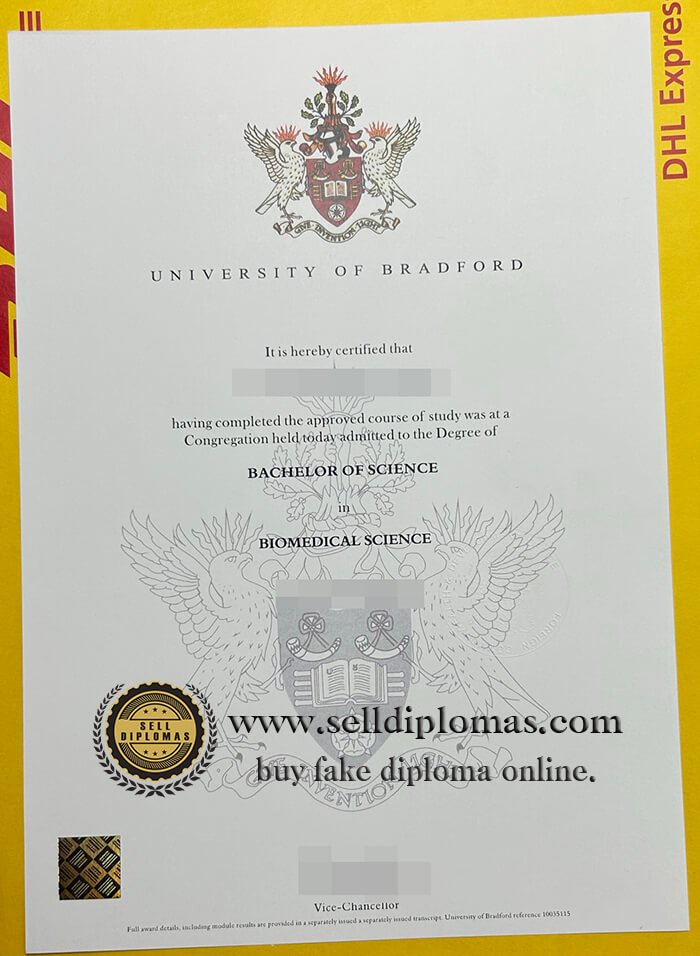 DHL Expres
GIVE INVENTION LIGHT
UNIVERSITY OF BRADFORD
It is hereby certified that
having completed the approved course of study was at a
Congregation held today admitted to the Degree of
BACHELOR OF SCIENCE
in
BIOMEDICAL SCIENCE
SELL
DIPLOMAS
www.selldiplomas.com
buy fake diploma online.
Vice-Chancellor
Full award details, including module results are provided in a separately issued a separately issued transcript. University of Bradford reference 10035115